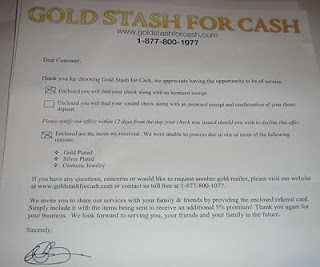 GOLD STASH FOR CASH
www.goldstashforcash.com
1-877-800-1077
Dear Customer,
Thank you for choosing Gold Stash for Cash, we appreciate having the opportunity to be of service.
Enclosed you will find your check along with an itemized receipt.
Enclosed you will find your voided check along with an itemized receipt and confirmation of your direct
deposit.
Please notify our office within 12 days from the day your check was issued should you wish to decline this offer.
Enclosed are the items we received. We were unable to process due to one or more of the following
reasons:
❖ Gold Plated
❖ Silver Plated
❖ Costume Jewelry
If you have any questions, concerns or would like to request another gold mailer, please visit our website
at www.goldstashforcash.com or contact us toll free at 1-877-800-1077.
We invite you to share our services with your family & friends by providing the enclosed referral card.
Simply include it with the items being sent to receive an additional 5% premium! Thank you again for
your business. We look forward to serving you, your friends and your family in the future.
Sincerely,